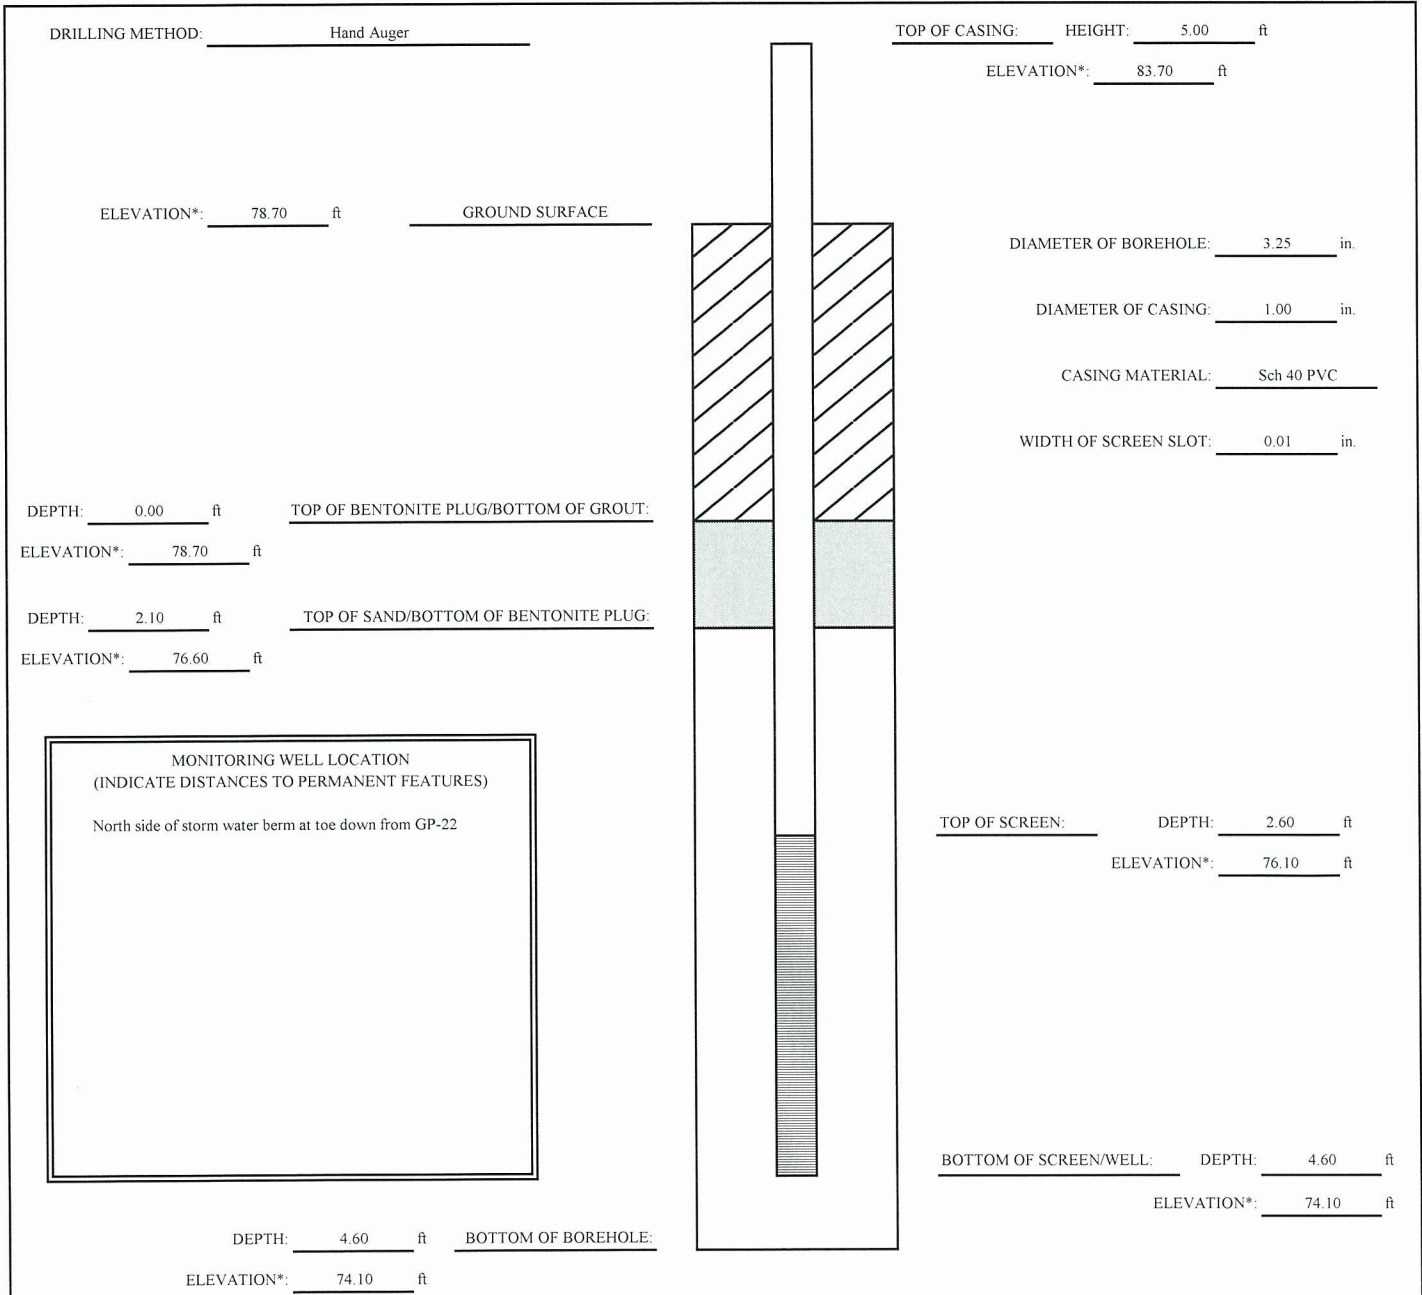 DRILLING METHOD: Hand Auger
TOP OF CASING: HEIGHT: 5.00 ft
ELEVATION*: 83.70 ft
ELEVATION*: 78.70 ft GROUND SURFACE
DIAMETER OF BOREHOLE: 3.25 in.
DIAMETER OF CASING: 1.00 in.
CASING MATERIAL: Sch 40 PVC
WIDTH OF SCREEN SLOT: 0.01 in.
DEPTH: 0.00 ft TOP OF BENTONITE PLUG/BOTTOM OF GROUT:
ELEVATION*: 78.70 ft
DEPTH: 2.10 ft TOP OF SAND/BOTTOM OF BENTONITE PLUG:
ELEVATION*: 76.60 ft
MONITORING WELL LOCATION
(INDICATE DISTANCES TO PERMANENT FEATURES)
North side of storm water berm at toe down from GP-22
TOP OF SCREEN: DEPTH: 2.60 ft
ELEVATION*: 76.10 ft
BOTTOM OF SCREEN/WELL: DEPTH: 4.60 ft
ELEVATION*: 74.10 ft
DEPTH: 4.60 ft BOTTOM OF BOREHOLE:
ELEVATION*: 74.10 ft